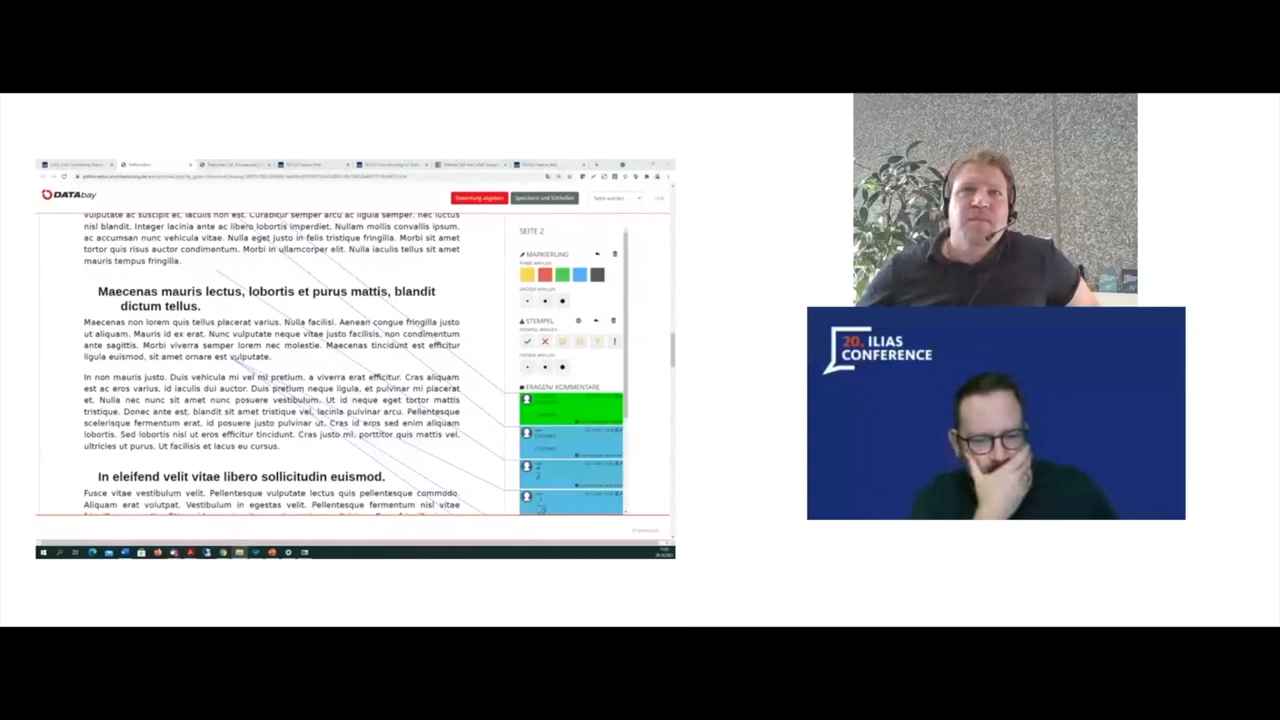 DATAbay
Bewertung abgeben
Speichern und Schließen
Seite wählen
vulputate ac suscipit et, iaculis non est. Curabitur semper arcu ac ligula semper, nec luctus
nisl blandit. Integer lacinia ante ac libero lobortis imperdiet. Nullam mollis convallis ipsum,
ac accumsan nunc vehicula vitae. Nulla eget justo in felis tristique fringilla. Morbi sit amet
tortor quis risus auctor condimentum. Morbi in ullamcorper elit. Nulla iaculis tellus sit amet
mauris tempus fringilla.
Maecenas mauris lectus, lobortis et purus mattis, blandit
dictum tellus.
Maecenas non lorem quis tellus placerat varius. Nulla facilisi. Aenean congue fringilla justo
ut aliquam. Mauris id ex erat. Nunc vulputate neque vitae justo facilisis, non condimentum
ante sagittis. Morbi viverra semper lorem nec molestie. Maecenas tincidunt est efficitur
ligula euismod, sit amet ornare est vulputate.
In non mauris justo. Duis vehicula mi vel mi pretium, a viverra erat efficitur. Cras aliquam
est ac eros varius, id iaculis dui auctor. Duis pretium neque ligula, et pulvinar mi placerat
et. Nulla nec nunc sit amet nunc posuere vestibulum. Ut id neque eget tortor mattis
tristique. Donec ante est, blandit sit amet tristique vel, lacinia pulvinar arcu. Pellentesque
scelerisque fermentum erat, id posuere justo pulvinar ut. Cras id eros sed enim aliquam
lobortis. Sed lobortis nisl ut eros efficitur tincidunt. Cras justo mi, porttitor quis mattis vel,
ultricies ut purus. Ut facilisis et lacus eu cursus.
In eleifend velit vitae libero sollicitudin euismod.
Fusce vitae vestibulum velit. Pellentesque vulputate lectus quis pellentesque commodo.
Aliquam erat volutpat. Vestibulum in egestas velit. Pellentesque fermentum nisl vitae
SEITE 2
MARKIERUNG
FARBE WÄHLEN
GRÖSSE WÄHLEN
STEMPEL
STEMPEL WÄHLEN
GRÖSSE WÄHLEN
FRAGEN/ KOMMENTARE
Impressum
20. ILIAS
CONFERENCE